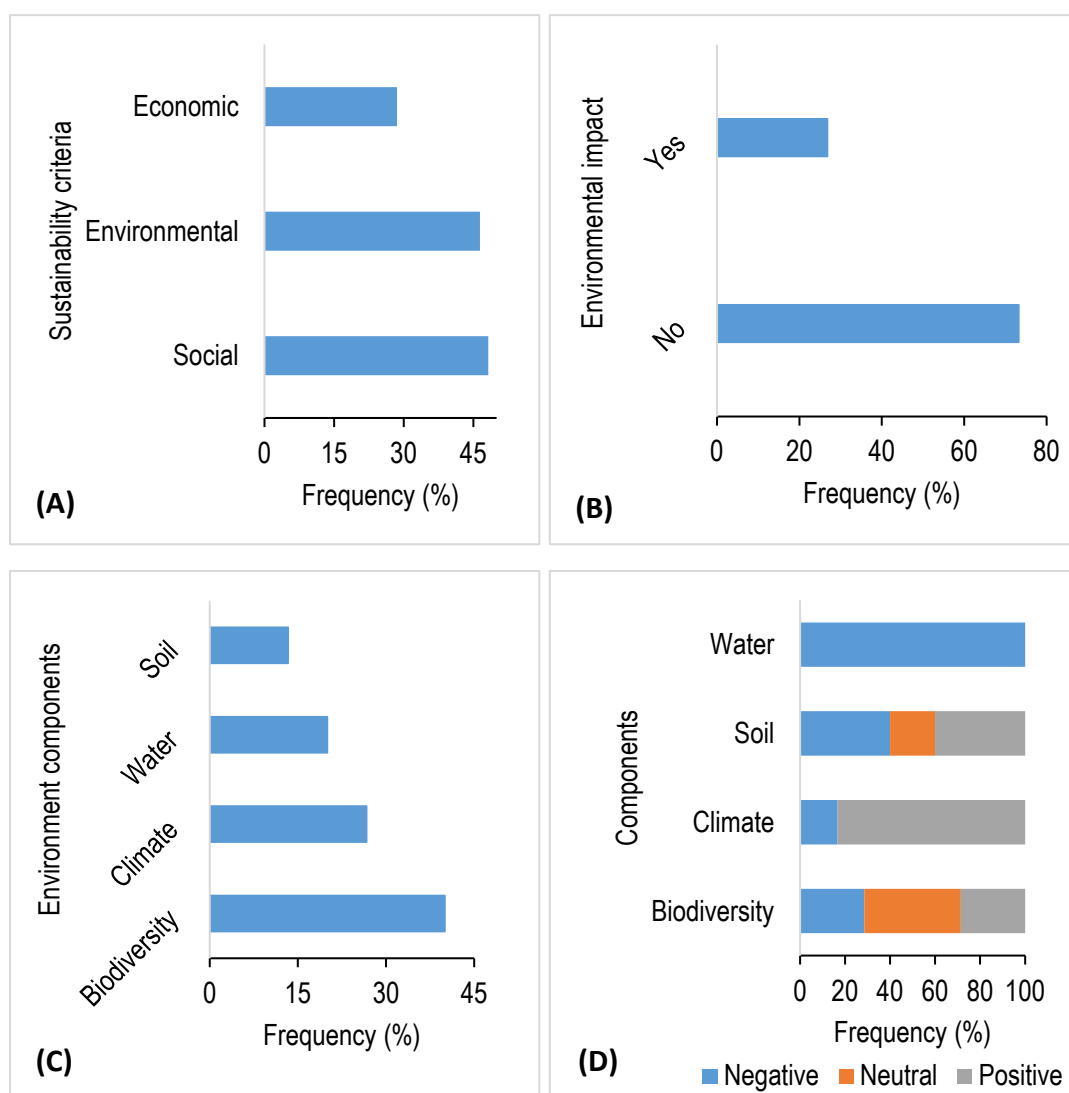 Sustainability criteria
Economic
Environmental
Social
0 15 30 45
Frequency (%)
(A)
Environmental impact
Yes
No
0 20 40 60 80
Frequency (%)
(B)
Environment components
Soil
Water
Climate
Biodiversity
0 15 30 45
Frequency (%)
(C)
Components
Water
Soil
Climate
Biodiversity
0 20 40 60 80 100
Frequency (%)
(D)
Negative Neutral Positive